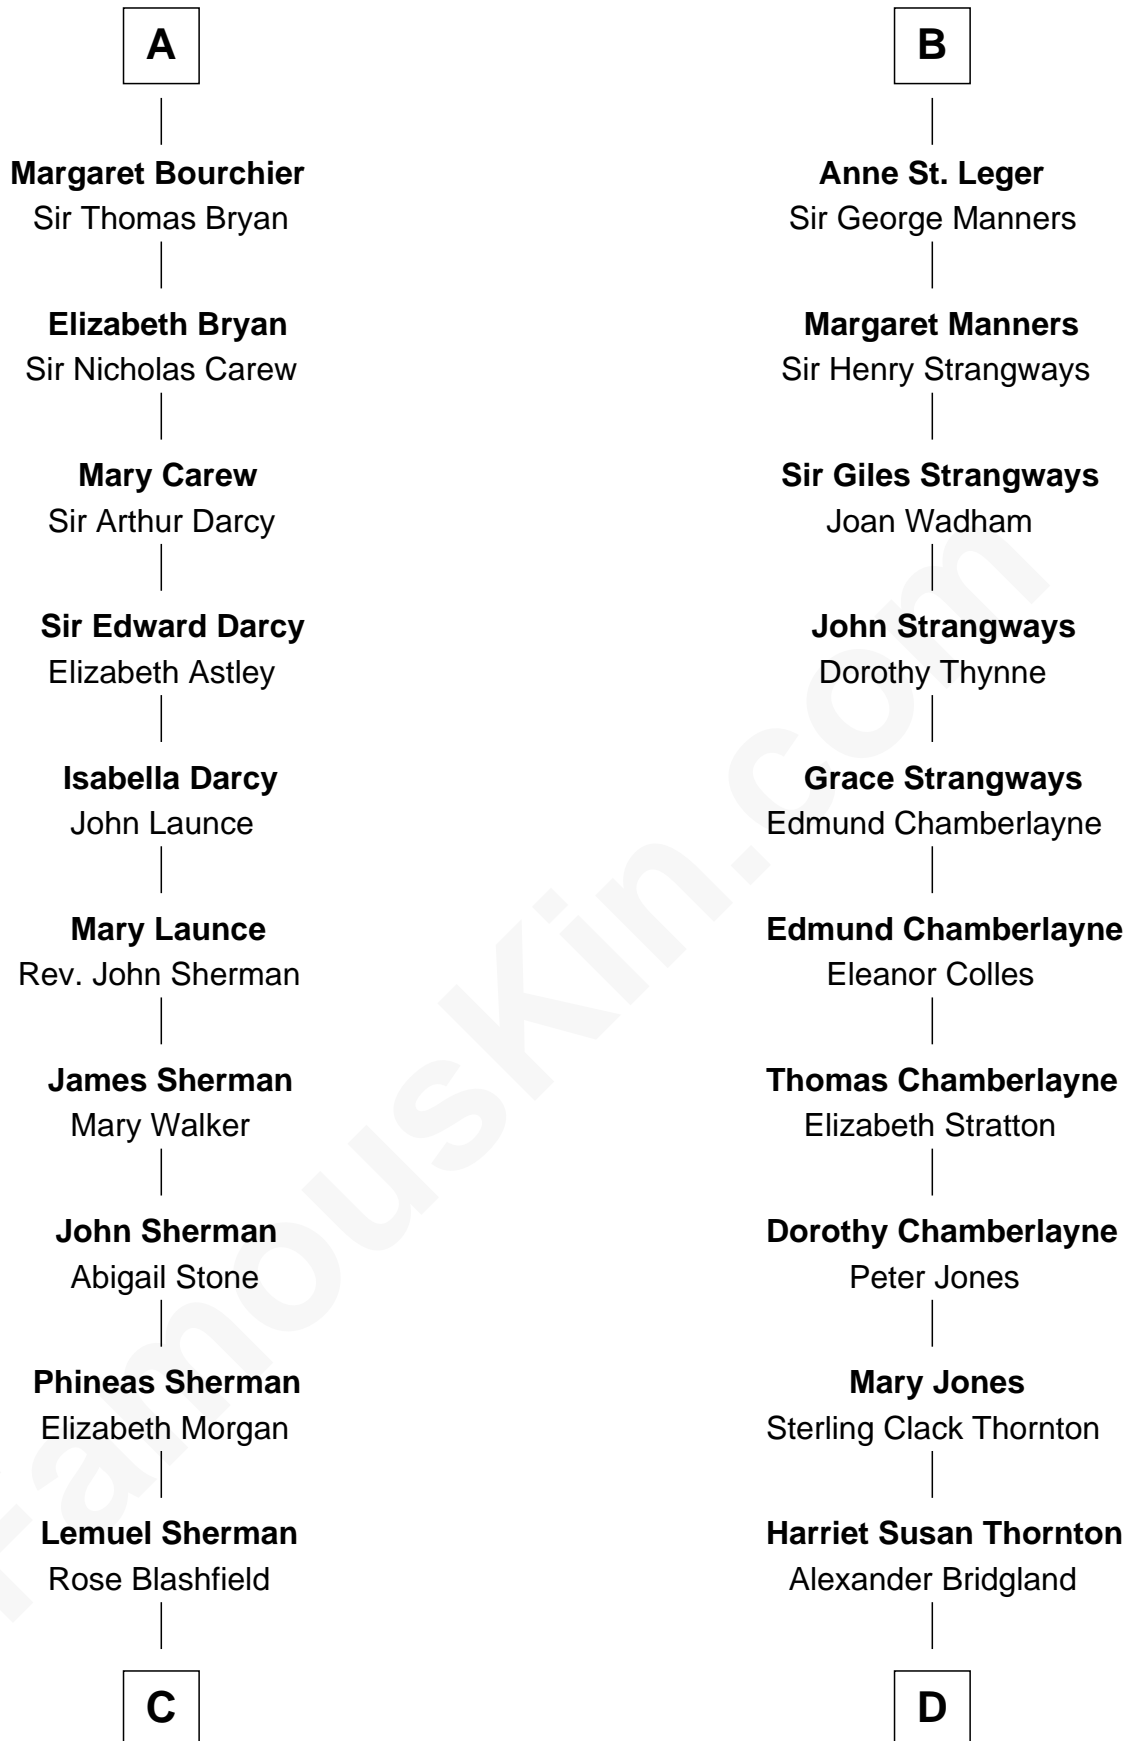 A
Margaret Bourchier
Sir Thomas Bryan
Elizabeth Bryan
Sir Nicholas Carew
Mary Carew
Sir Arthur Darcy
Sir Edward Darcy
Elizabeth Astley
Isabella Darcy
John Launce
Mary Launce
Rev. John Sherman
James Sherman
Mary Walker
John Sherman
Abigail Stone
Phineas Sherman
Elizabeth Morgan
Lemuel Sherman
Rose Blashfield
C
B
Anne St. Leger
Sir George Manners
Margaret Manners
Sir Henry Strangways
Sir Giles Strangways
Joan Wadham
John Strangways
Dorothy Thynne
Grace Strangways
Edmund Chamberlayne
Edmund Chamberlayne
Eleanor Colles
Thomas Chamberlayne
Elizabeth Stratton
Dorothy Chamberlayne
Peter Jones
Mary Jones
Sterling Clack Thornton
Harriet Susan Thornton
Alexander Bridgland
D
FamousKin.com